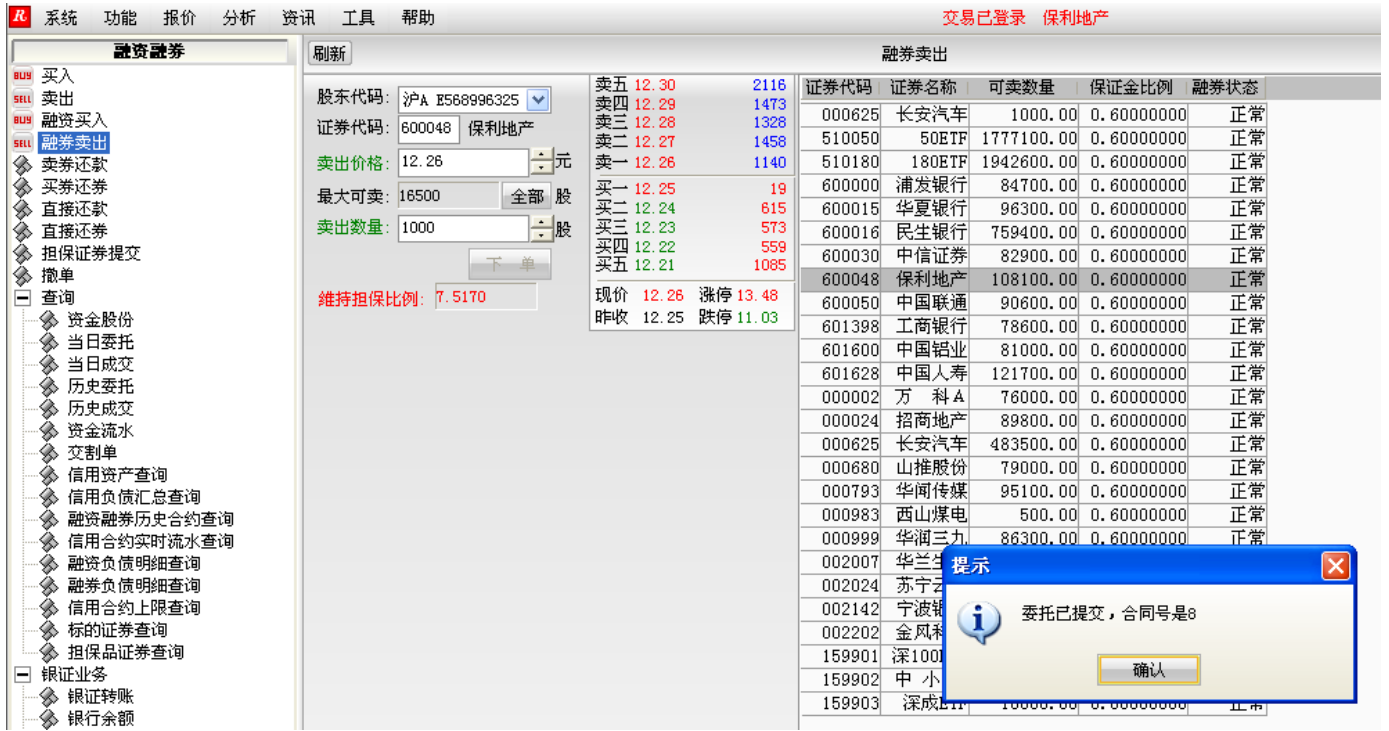 R 系统 功能 报价 分析 资讯 工具 帮助 交易已登录 保利地产
融资融券
BUY 买入
SELL 卖出
BUY 融资买入
SELL 融券卖出
卖券还款
买券还券
直接还款
直接还券
担保证券提交
撤单
查询
资金股份
当日委托
当日成交
历史委托
历史成交
资金流水
交割单
信用资产查询
信用负债汇总查询
融资融券历史合约查询
信用合约实时流水查询
融资负债明细查询
融券负债明细查询
信用合约上限查询
标的证券查询
担保品证券查询
银证业务
银证转账
银行余额
刷新 融券卖出
股东代码: 沪A E568996325
证券代码: 600048 保利地产
卖出价格: 12.26 元
最大可卖: 16500 全部 股
卖出数量: 1000 股
下 单
维持担保比例: 7.5170
卖五 12.30 2116
卖四 12.29 1473
卖三 12.28 1328
卖二 12.27 1458
卖一 12.26 1140
买一 12.25 19
买二 12.24 615
买三 12.23 573
买四 12.22 559
买五 12.21 1085
现价 12.26 涨停 13.48
昨收 12.25 跌停 11.03
证券代码 证券名称 可卖数量 保证金比例 融券状态
000625 长安汽车 1000.00 0.60000000 正常
510050 50ETF 1777100.00 0.60000000 正常
510180 180ETF 1942600.00 0.60000000 正常
600000 浦发银行 84700.00 0.60000000 正常
600015 华夏银行 96300.00 0.60000000 正常
600016 民生银行 759400.00 0.60000000 正常
600030 中信证券 82900.00 0.60000000 正常
600048 保利地产 108100.00 0.60000000 正常
600050 中国联通 90600.00 0.60000000 正常
601398 工商银行 78600.00 0.60000000 正常
601600 中国铝业 81000.00 0.60000000 正常
601628 中国人寿 121700.00 0.60000000 正常
000002 万 科A 76000.00 0.60000000 正常
000024 招商地产 89800.00 0.60000000 正常
000625 长安汽车 483500.00 0.60000000 正常
000680 山推股份 79000.00 0.60000000 正常
000793 华闻传媒 95100.00 0.60000000 正常
000983 西山煤电 500.00 0.60000000 正常
000999 华润三九 86300.00 0.60000000 正常
002007 华兰
002024 苏宁
002142 宁波
002202 金风
159901 深100
159902 中 小
159903 深成ETF 正常
提示
委托已提交，合同号是8
确认